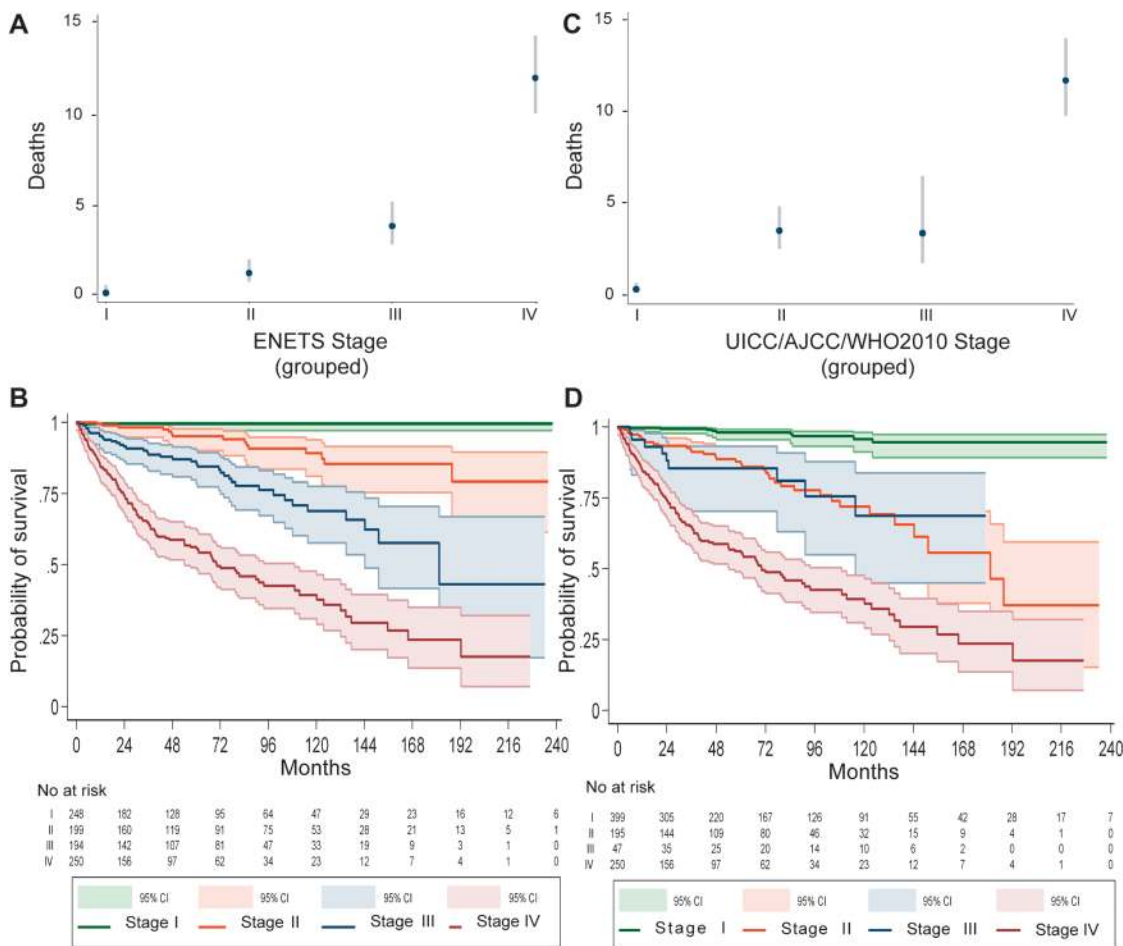 A
15
10
5
0
Deaths
I II III IV
ENETS Stage
(grouped)
C
15
10
5
0
Deaths
I II III IV
UICC/AJCC/WHO2010 Stage
(grouped)
B
1
.75
.5
.25
0
Probability of survival
0 24 48 72 96 120 144 168 192 216 240
Months
No at risk
I 248 182 128 95 64 47 29 23 16 12 6
II 199 160 119 91 75 53 28 21 13 5 1
III 194 142 107 81 47 33 19 9 3 1 0
IV 250 156 97 62 34 23 12 7 4 1 0
95% CI 95% CI 95% CI 95% CI
Stage I Stage II Stage III Stage IV
D
1
.75
.5
.25
0
Probability of survival
0 24 48 72 96 120 144 168 192 216 240
Months
No at risk
I 399 305 220 167 126 91 55 42 28 17 7
II 195 144 109 80 46 32 15 9 4 1 0
III 47 35 25 20 14 10 6 2 0 0 0
IV 250 156 97 62 34 23 12 7 4 1 0
95% CI 95% CI 95% CI 95% CI
Stage I Stage II Stage III Stage IV